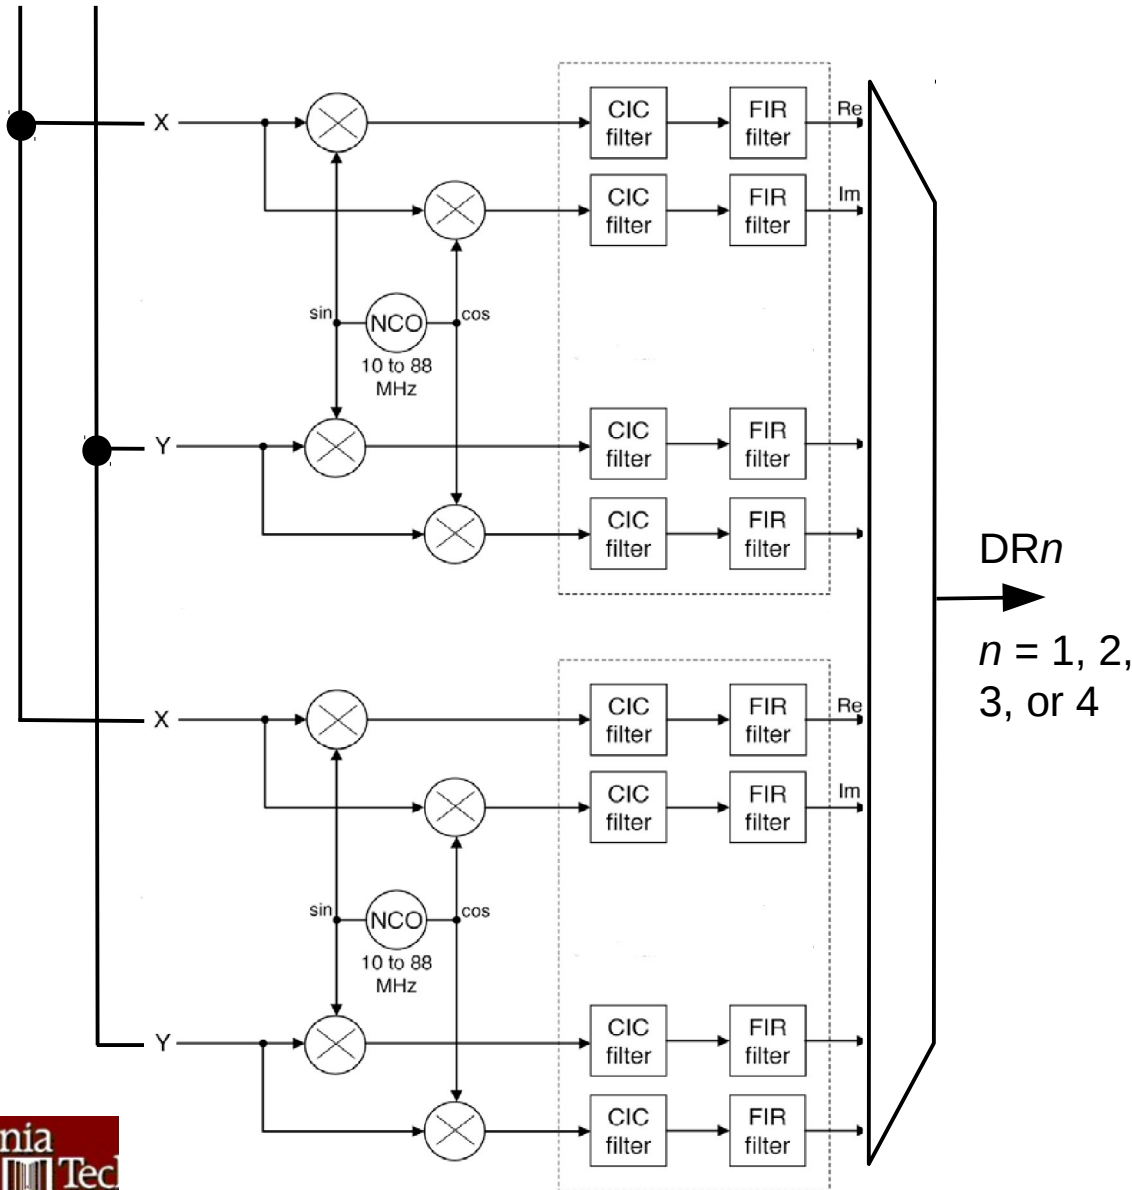 X
CIC
filter
FIR
filter
Re
CIC
filter
FIR
filter
Im
sin
NCO
cos
10 to 88
MHz
Y
CIC
filter
FIR
filter
CIC
filter
FIR
filter
DRn
n = 1, 2,
3, or 4
X
CIC
filter
FIR
filter
Re
CIC
filter
FIR
filter
Im
sin
NCO
cos
10 to 88
MHz
Y
CIC
filter
FIR
filter
CIC
filter
FIR
filter
nia
Tec